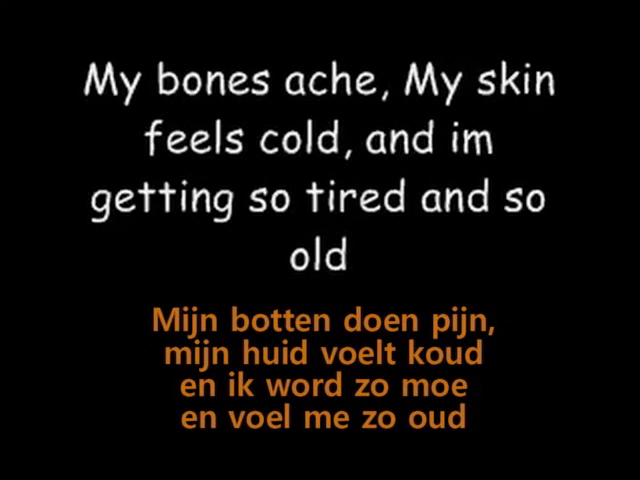 My bones ache, My skin
feels cold, and im
getting so tired and so
old
Mijn botten doen pijn,
mijn huid voelt koud
en ik word zo moe
en voel me zo oud